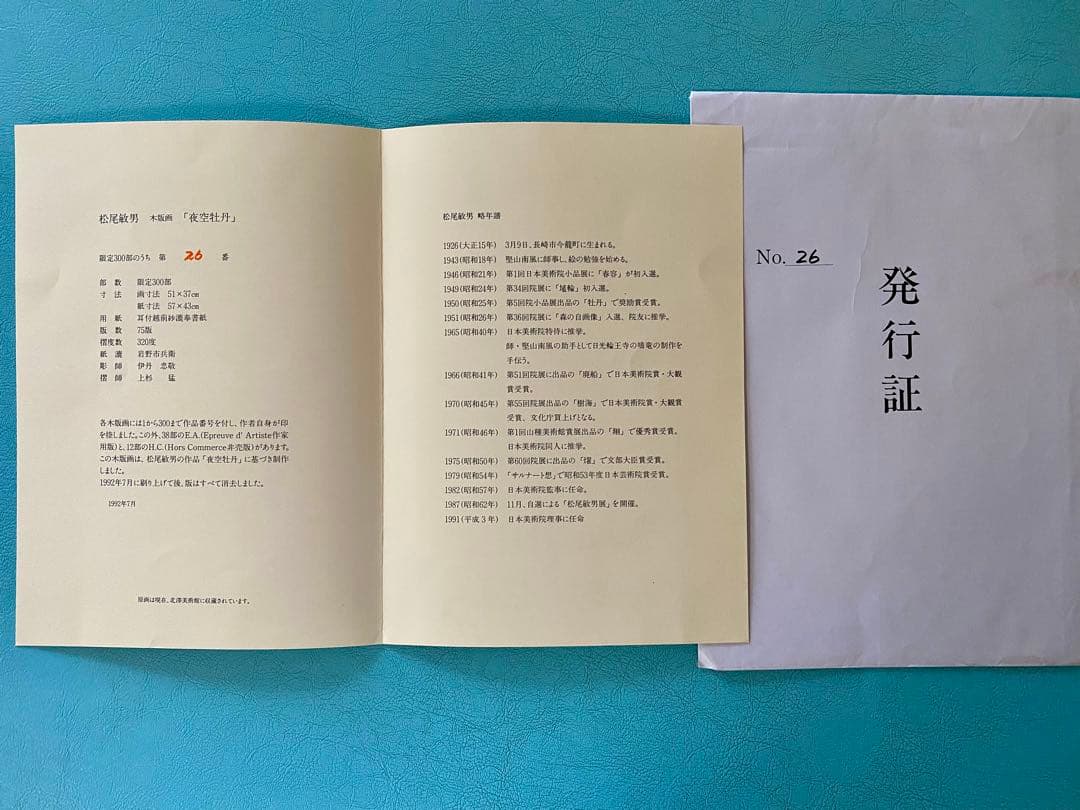 松尾敏男 木版画 「夜空牡丹」
限定300部のうち 第 26 番
部数 限定300部
寸法 画寸法 51×37cm
紙寸法 57×43cm
用紙 耳付越前紗漉奉書紙
版数 75版
摺度数 320度
紙漉 岩野市兵衛
彫師 伊丹 忠敬
摺師 上杉 猛
各木版画には1から300まで作品番号を付し、作者自身が印
を捺しました。この外、38部のE.A.(Epreuve d' Artiste作家
用版)と、12部のH.C.(Hors Commerce非売版)があります。
この木版画は、松尾敏男の作品「夜空牡丹」に基づき制作
しました。
1992年7月に刷り上げて後、版はすべて消去しました。
1992年7月
原画は現在、北澤美術館に収蔵されています。
松尾敏男 略年譜
1926(大正15年) 3月9日、長崎市今籠町に生まれる。
1943(昭和18年) 堅山南風に師事し、絵の勉強を始める。
1946(昭和21年) 第1回日本美術院小品展に「春容」が初入選。
1949(昭和24年) 第34回院展に「埴輪」初入選。
1950(昭和25年) 第5回院小品展出品の「牡丹」で奨励賞受賞。
1951(昭和26年) 第36回院展に「森の自画像」入選、院友に推挙。
1965(昭和40年) 日本美術院特待に推挙。
師・堅山南風の助手として日光輪王寺の鳴竜の制作を
手伝う。
1966(昭和41年) 第51回院展に出品の「廃船」で日本美術院賞・大観
賞受賞。
1970(昭和45年) 第55回院展出品の「樹海」で日本美術院賞・大観賞
受賞、文化庁買上げとなる。
1971(昭和46年) 第1回山種美術館賞展出品の「翔」で優秀賞受賞。
日本美術院同人に推挙。
1975(昭和50年) 第60回院展に出品の「燿」で文部大臣賞受賞。
1979(昭和54年) 「サルナート想」で昭和53年度日本芸術院賞受賞。
1982(昭和57年) 日本美術院監事に任命。
1987(昭和62年) 11月、自選による「松尾敏男展」を開催。
1991(平成3年) 日本美術院理事に任命
No. 26
発行証